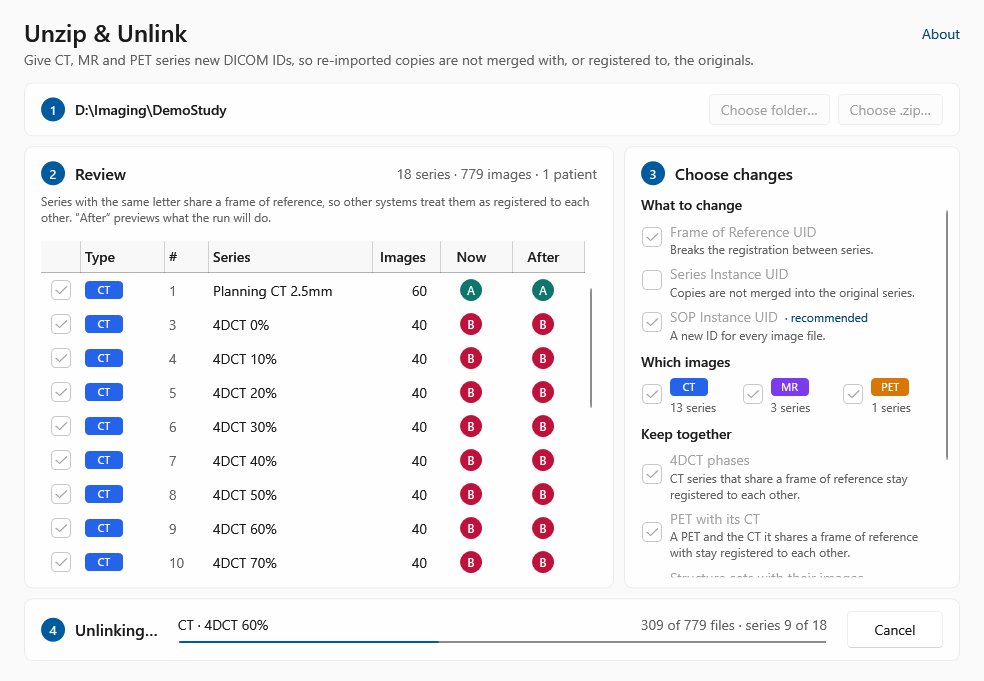 Unzip & Unlink
About
Give CT, MR and PET series new DICOM IDs, so re-imported copies are not merged with, or registered to, the originals.
1 D:\Imaging\DemoStudy
Choose folder...
Choose .zip...
2 Review
18 series · 779 images · 1 patient
Series with the same letter share a frame of reference, so other systems treat them as registered to each
other. “After” previews what the run will do.
Type # Series Images Now After
CT 1 Planning CT 2.5mm 60 A A
CT 3 4DCT 0% 40 B B
CT 4 4DCT 10% 40 B B
CT 5 4DCT 20% 40 B B
CT 6 4DCT 30% 40 B B
CT 7 4DCT 40% 40 B B
CT 8 4DCT 50% 40 B B
CT 9 4DCT 60% 40 B B
CT 10 4DCT 70% 40 B B
3 Choose changes
What to change
Frame of Reference UID
Breaks the registration between series.
Series Instance UID
Copies are not merged into the original series.
SOP Instance UID · recommended
A new ID for every image file.
Which images
CT MR PET
13 series 3 series 1 series
Keep together
4DCT phases
CT series that share a frame of reference stay
registered to each other.
PET with its CT
A PET and the CT it shares a frame of reference
with stay registered to each other.
Structure sets with their images
4 Unlinking...
CT · 4DCT 60%
309 of 779 files · series 9 of 18
Cancel